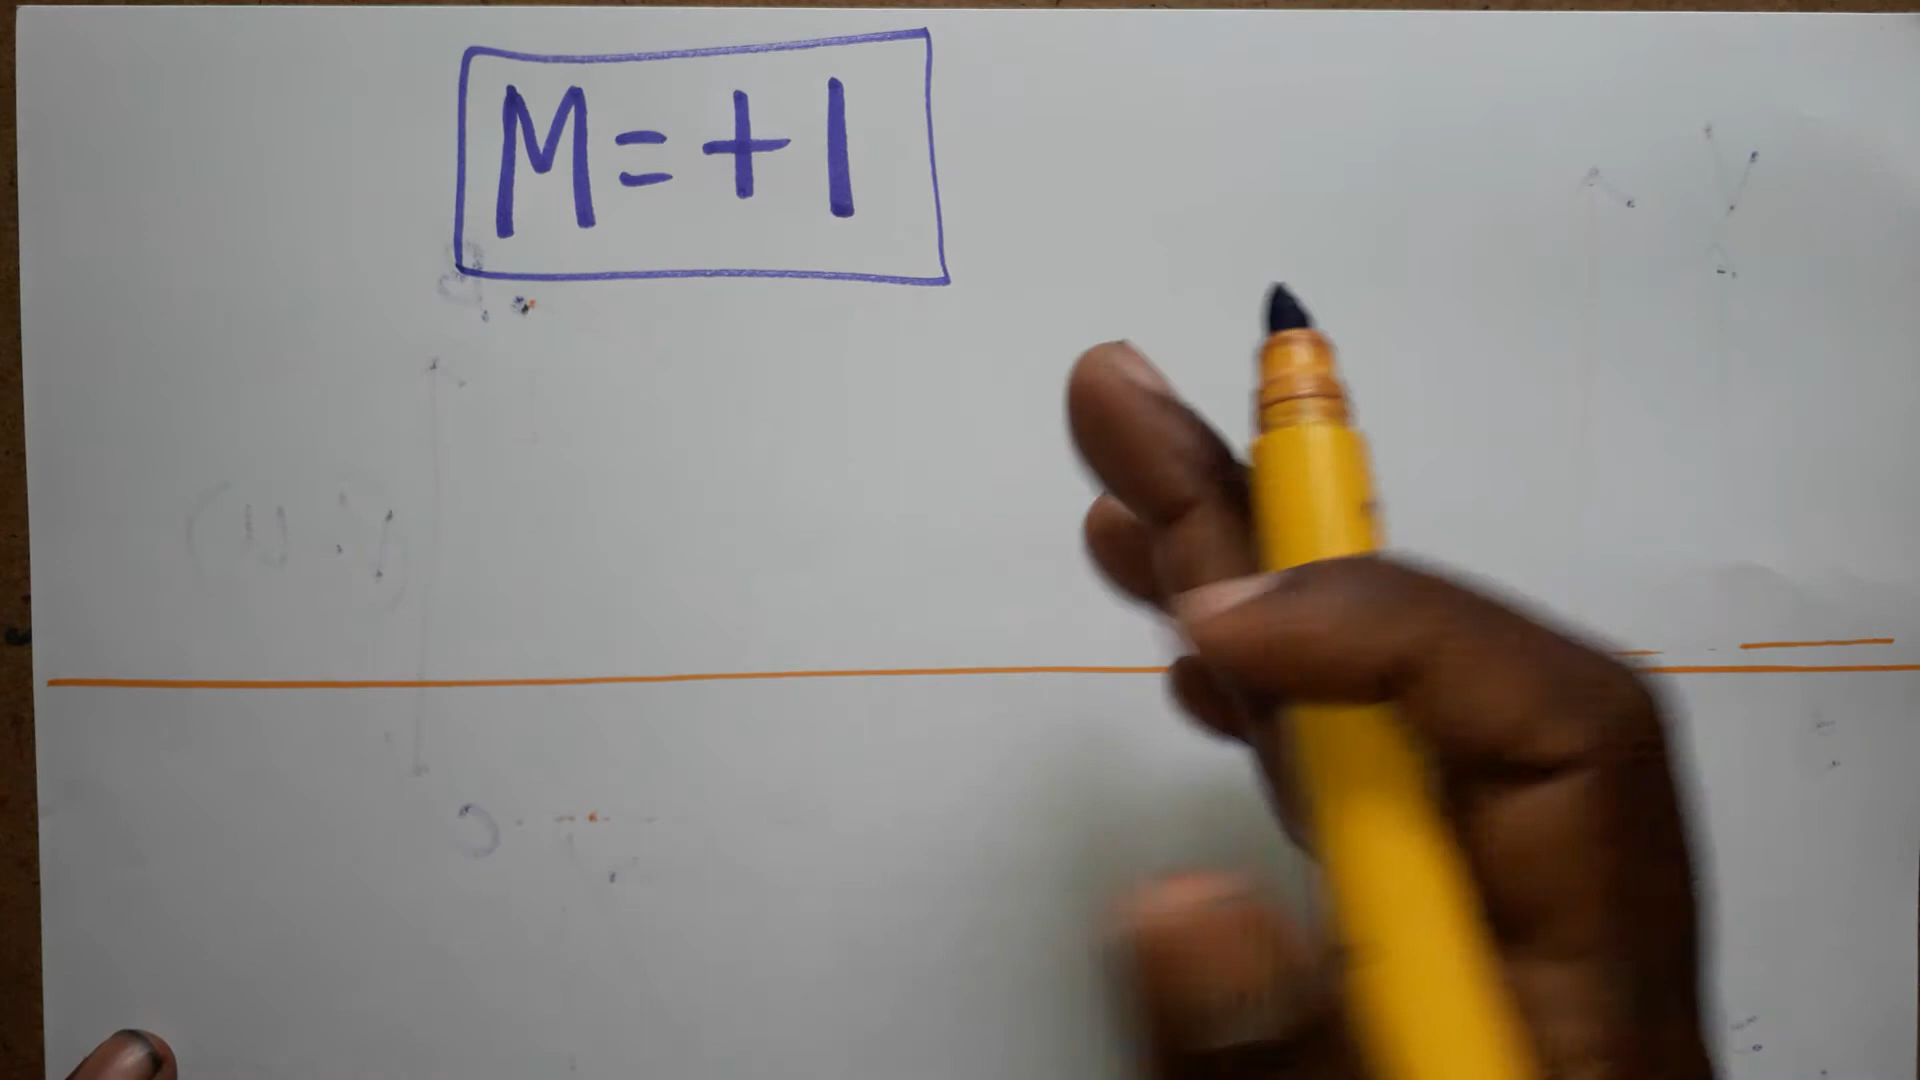 M = + 1